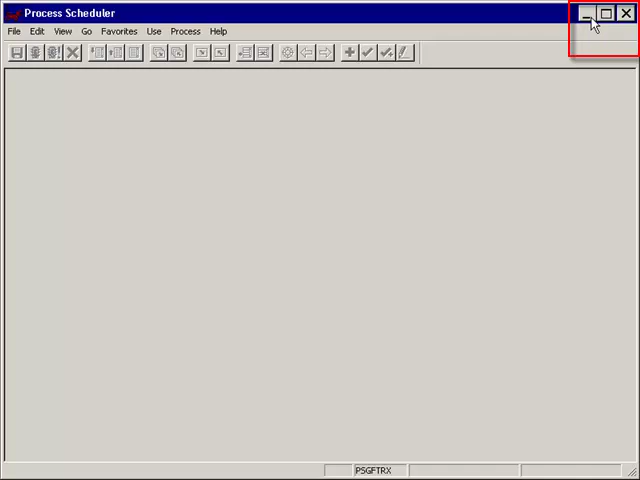 Process Scheduler
File Edit View Go Favorites Use Process Help
PSGFTRX